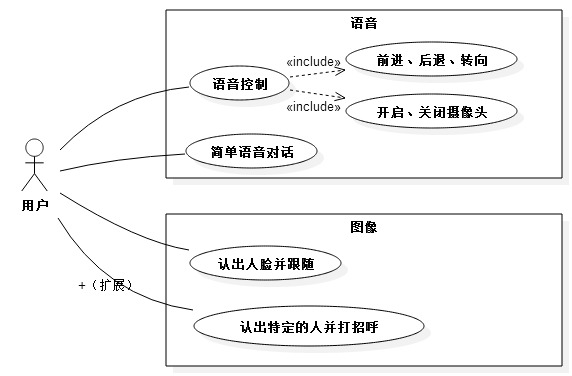 语音
«include»
前进、后退、转向
语音控制
«include»
开启、关闭摄像头
简单语音对话
用户
图像
认出人脸并跟随
+（扩展）
认出特定的人并打招呼